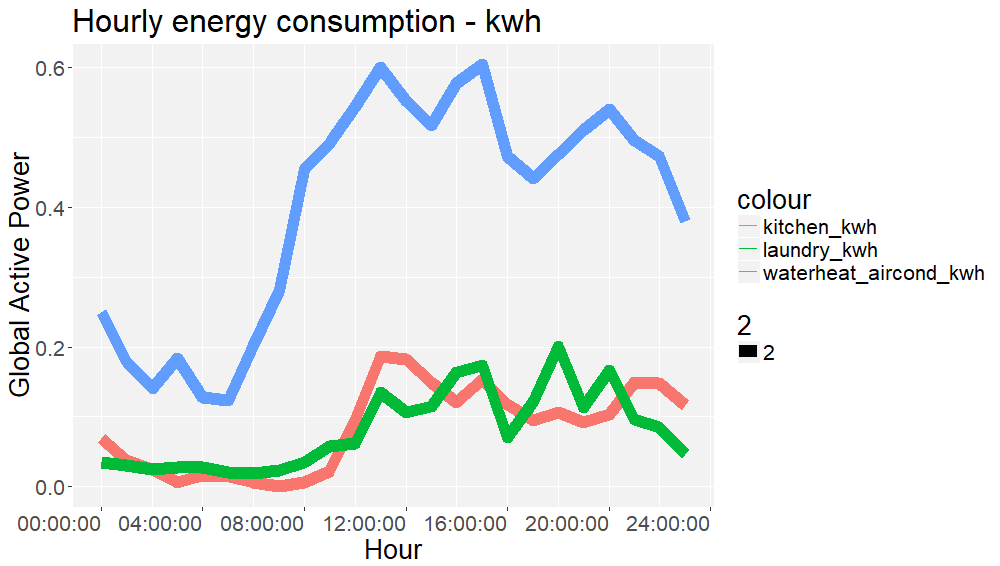 Hourly energy consumption - kwh
Global Active Power
0.6
0.4
0.2
0.0
00:00:00 04:00:00 08:00:00 12:00:00 16:00:00 20:00:00 24:00:00
Hour
colour
kitchen_kwh
laundry_kwh
waterheat_aircond_kwh
2
2